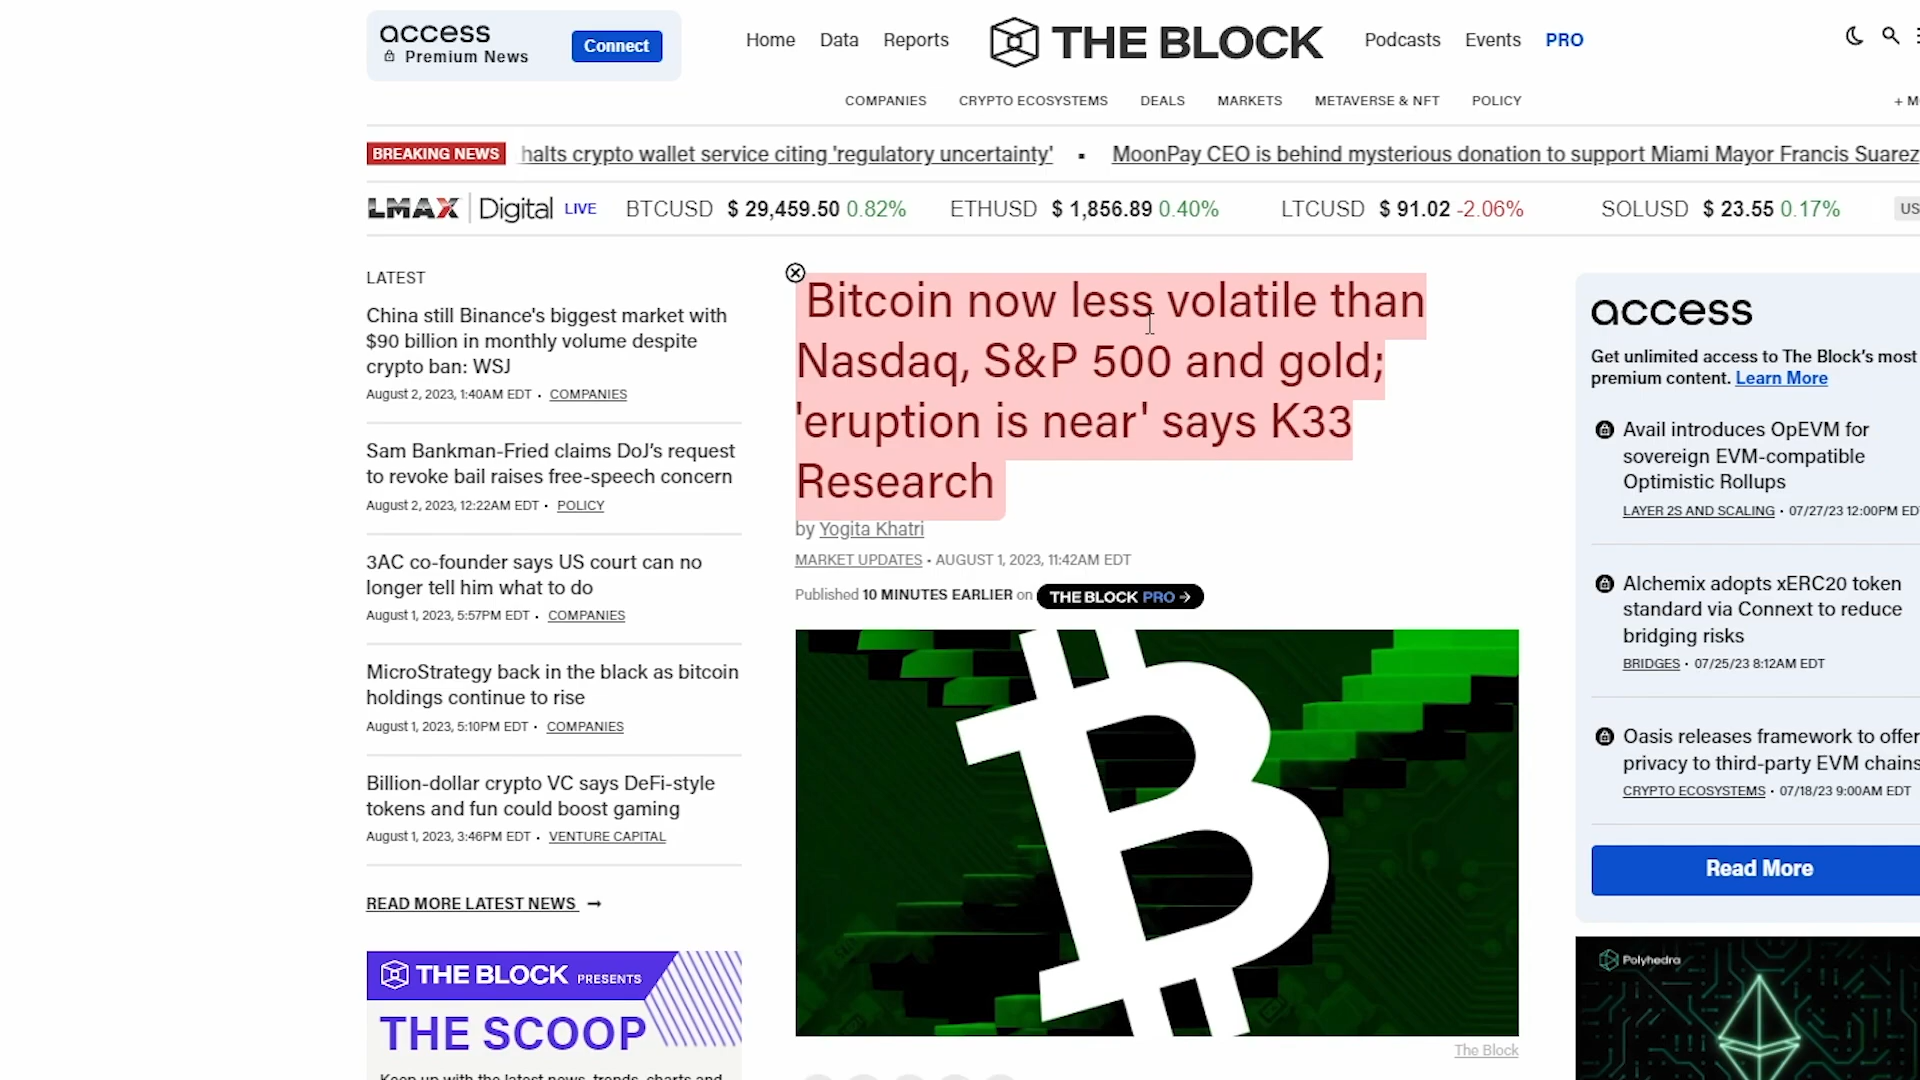 access
Premium News
Connect
Home
Data
Reports
THE BLOCK
Podcasts
Events
PRO
COMPANIES
CRYPTO ECOSYSTEMS
DEALS
MARKETS
METAVERSE & NFT
POLICY
+ M
BREAKING NEWS
halts crypto wallet service citing 'regulatory uncertainty'
▪ MoonPay CEO is behind mysterious donation to support Miami Mayor Francis Suarez
LMAX Digital LIVE
BTCUSD $ 29,459.50 0.82%
ETHUSD $ 1,856.89 0.40%
LTCUSD $ 91.02 -2.06%
SOLUSD $ 23.55 0.17%
US
LATEST
China still Binance's biggest market with
$90 billion in monthly volume despite
crypto ban: WSJ
August 2, 2023, 1:40AM EDT • COMPANIES
Sam Bankman-Fried claims DoJ's request
to revoke bail raises free-speech concern
August 2, 2023, 12:22AM EDT • POLICY
3AC co-founder says US court can no
longer tell him what to do
August 1, 2023, 5:57PM EDT • COMPANIES
MicroStrategy back in the black as bitcoin
holdings continue to rise
August 1, 2023, 5:10PM EDT • COMPANIES
Billion-dollar crypto VC says DeFi-style
tokens and fun could boost gaming
August 1, 2023, 3:46PM EDT • VENTURE CAPITAL
READ MORE LATEST NEWS →
THE BLOCK PRESENTS
THE SCOOP
Keep up with the latest news, trends, charts and
Bitcoin now less volatile than
Nasdaq, S&P 500 and gold;
'eruption is near' says K33
Research
by Yogita Khatri
MARKET UPDATES • AUGUST 1, 2023, 11:42AM EDT
Published 10 MINUTES EARLIER on THE BLOCK PRO →
The Block
access
Get unlimited access to The Block's most
premium content. Learn More
Avail introduces OpEVM for
sovereign EVM-compatible
Optimistic Rollups
LAYER 2S AND SCALING • 07/27/23 12:00PM ED
Alchemix adopts xERC20 token
standard via Connext to reduce
bridging risks
BRIDGES • 07/25/23 8:12AM EDT
Oasis releases framework to offer
privacy to third-party EVM chains
CRYPTO ECOSYSTEMS • 07/18/23 9:00AM EDT
Read More
Polyhedra